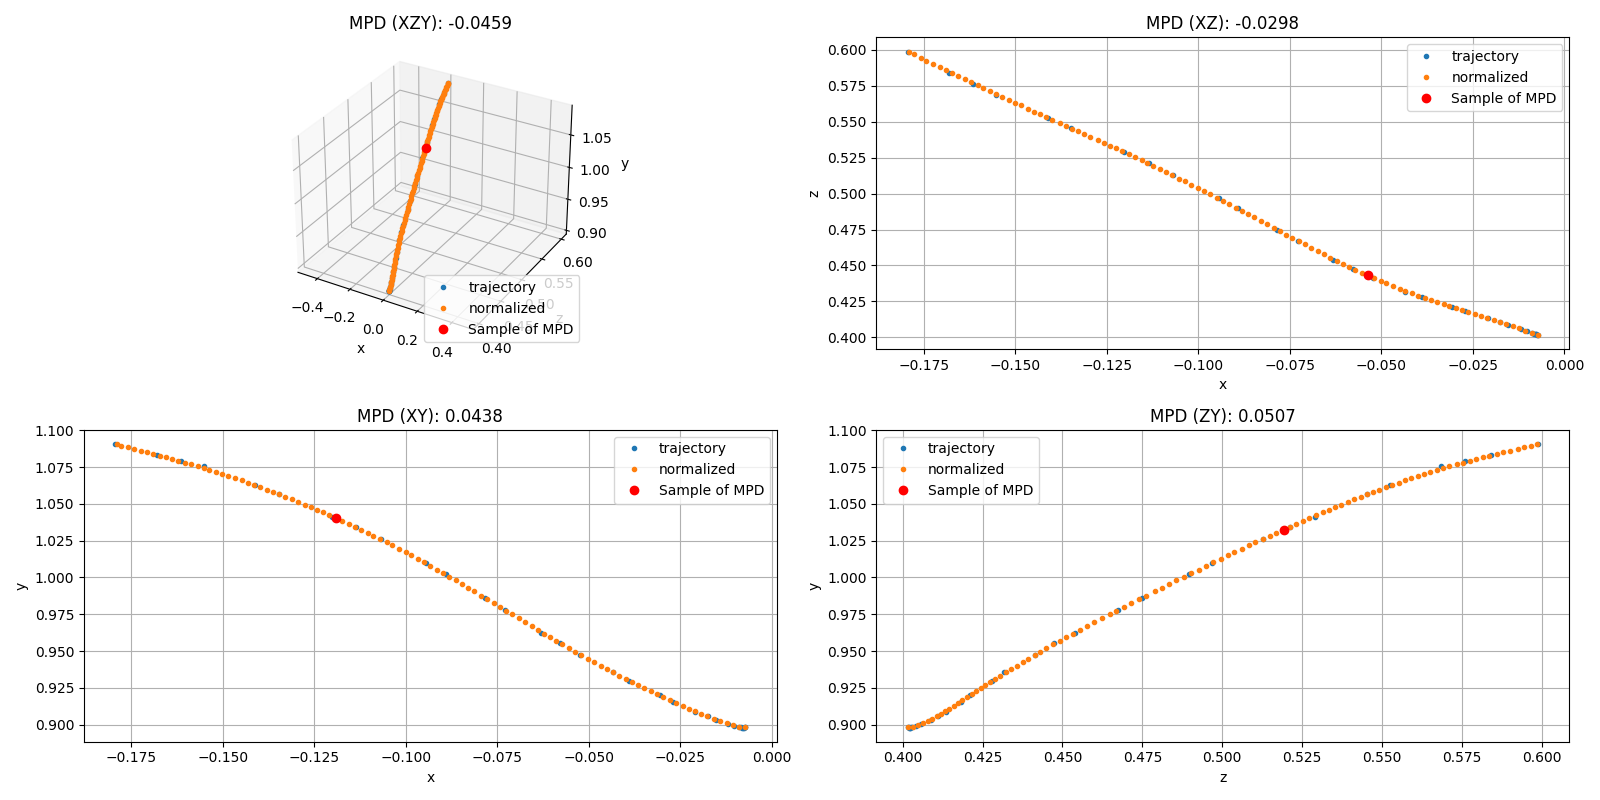 MPD (XZY): -0.0459
1.05
1.00
0.95
0.90
y
0.60
0.55
0.50
0.45
0.40
z
−0.4
−0.2
0.0
0.2
0.4
x
trajectory
normalized
Sample of MPD
MPD (XZ): -0.0298
0.600
0.575
0.550
0.525
0.500
0.475
0.450
0.425
0.400
z
−0.175
−0.150
−0.125
−0.100
−0.075
−0.050
−0.025
0.000
x
trajectory
normalized
Sample of MPD
MPD (XY): 0.0438
1.100
1.075
1.050
1.025
1.000
0.975
0.950
0.925
0.900
y
−0.175
−0.150
−0.125
−0.100
−0.075
−0.050
−0.025
0.000
x
trajectory
normalized
Sample of MPD
MPD (ZY): 0.0507
1.100
1.075
1.050
1.025
1.000
0.975
0.950
0.925
0.900
y
0.400
0.425
0.450
0.475
0.500
0.525
0.550
0.575
0.600
z
trajectory
normalized
Sample of MPD